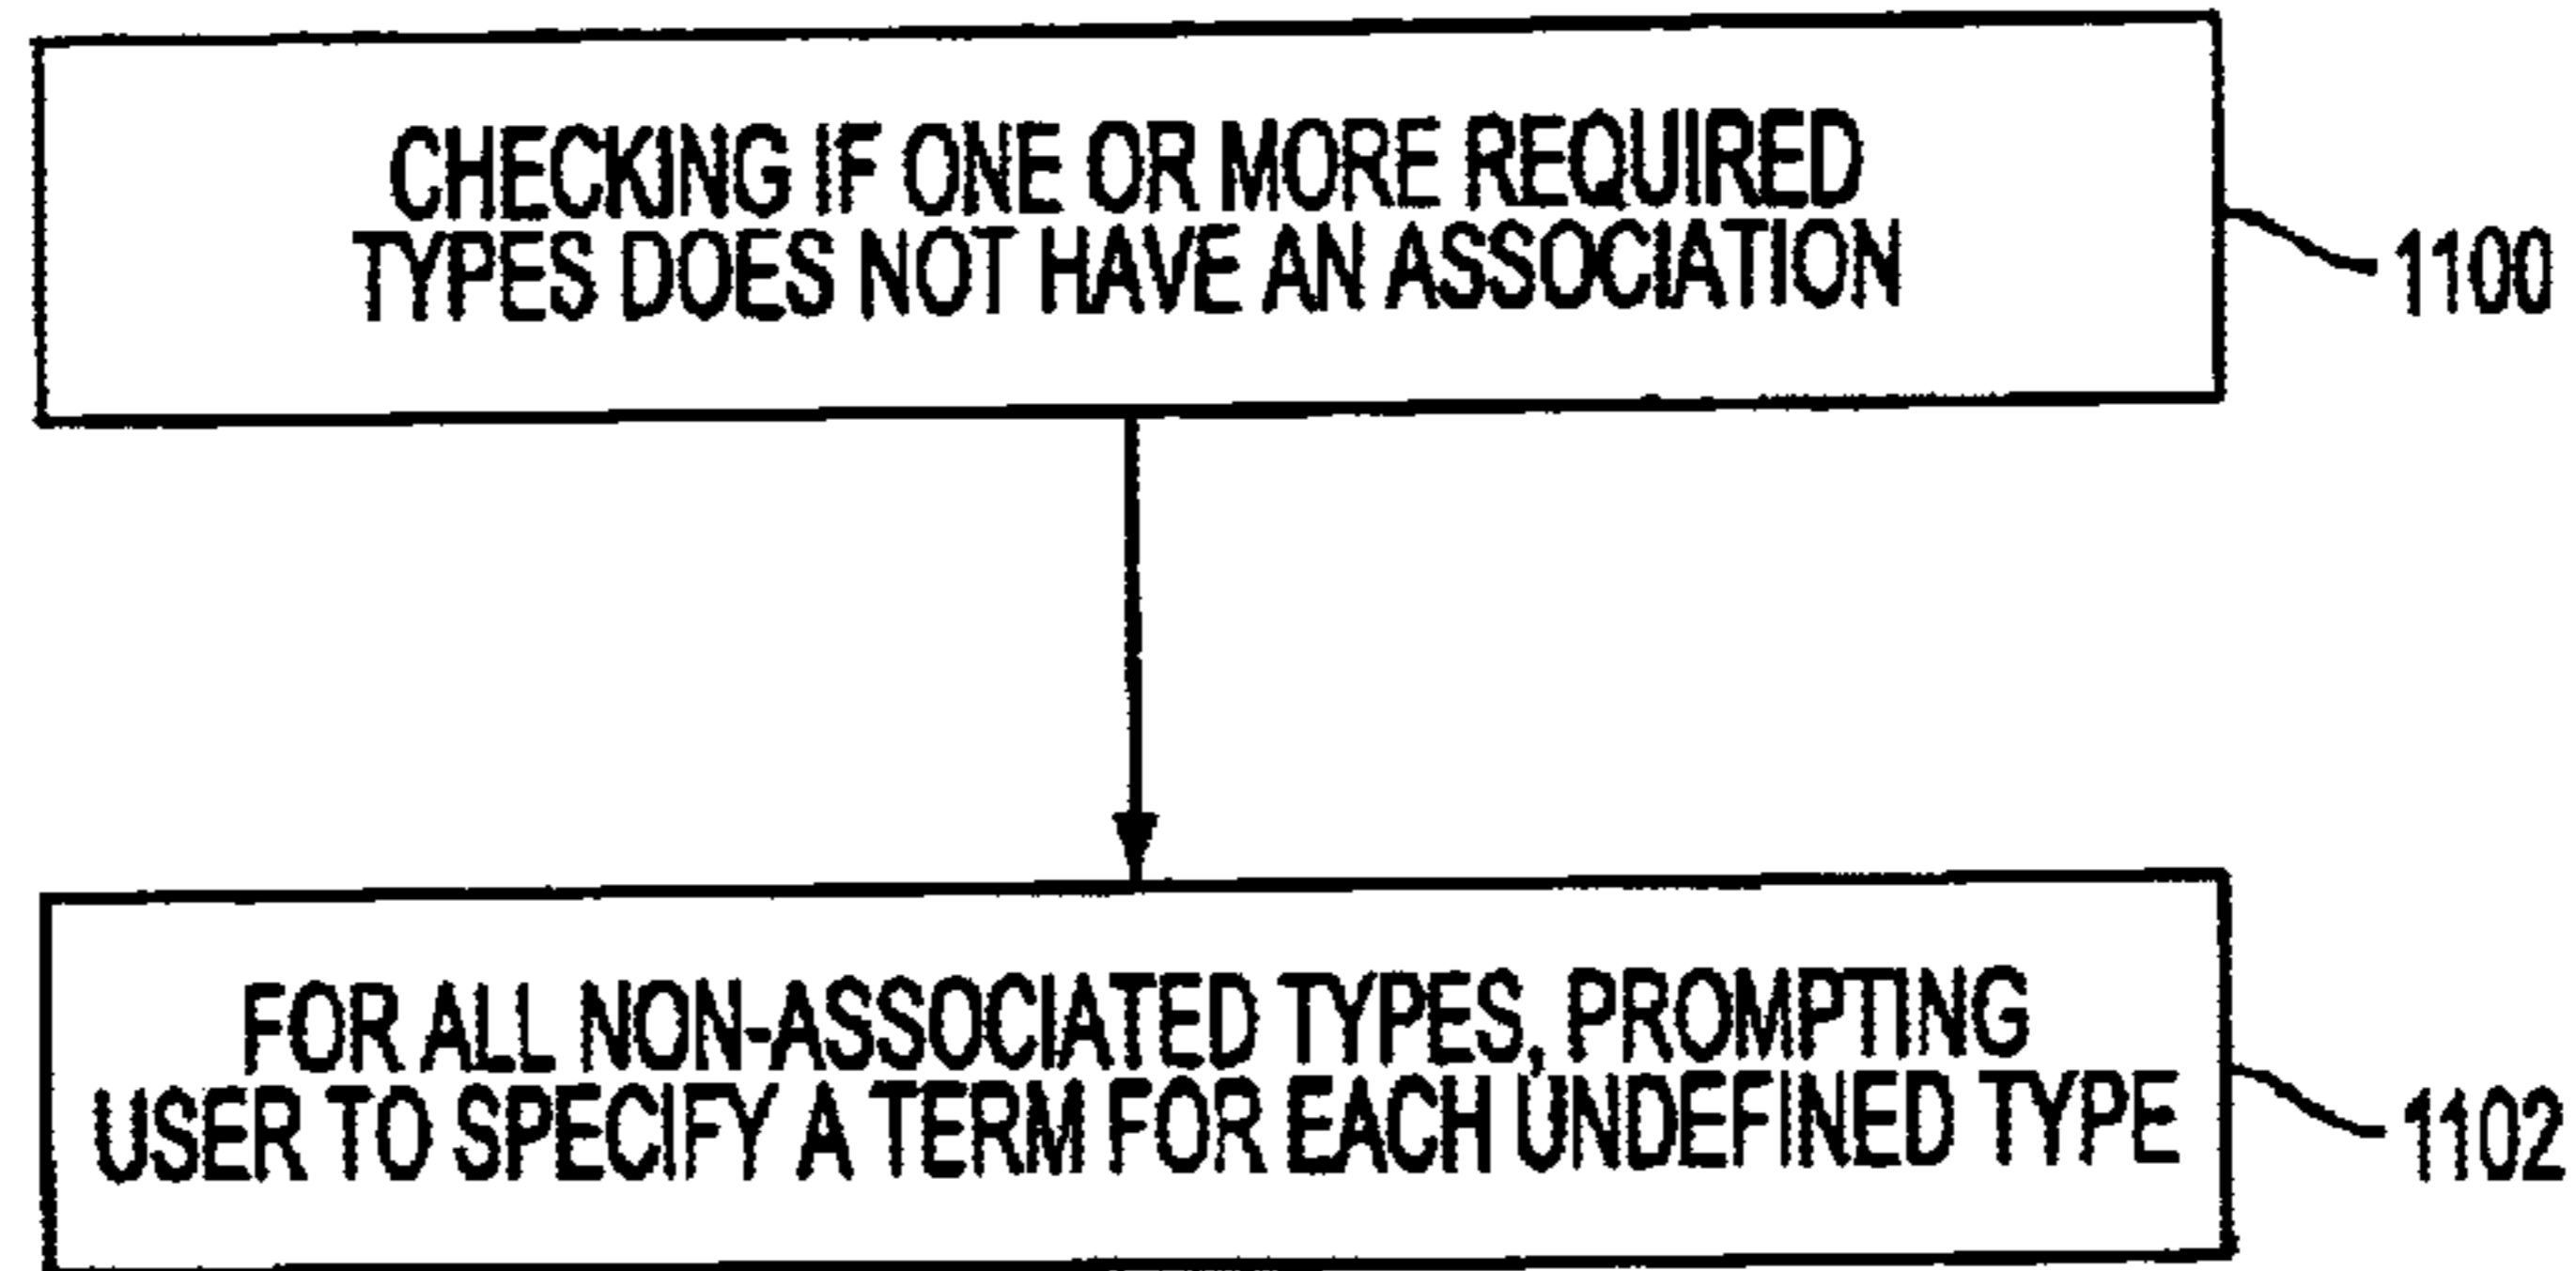 CHECKING IF ONE OR MORE REQUIRED
TYPES DOES NOT HAVE AN ASSOCIATION
1100
FOR ALL NON-ASSOCIATED TYPES, PROMPTING
USER TO SPECIFY A TERM FOR EACH UNDEFINED TYPE
1102